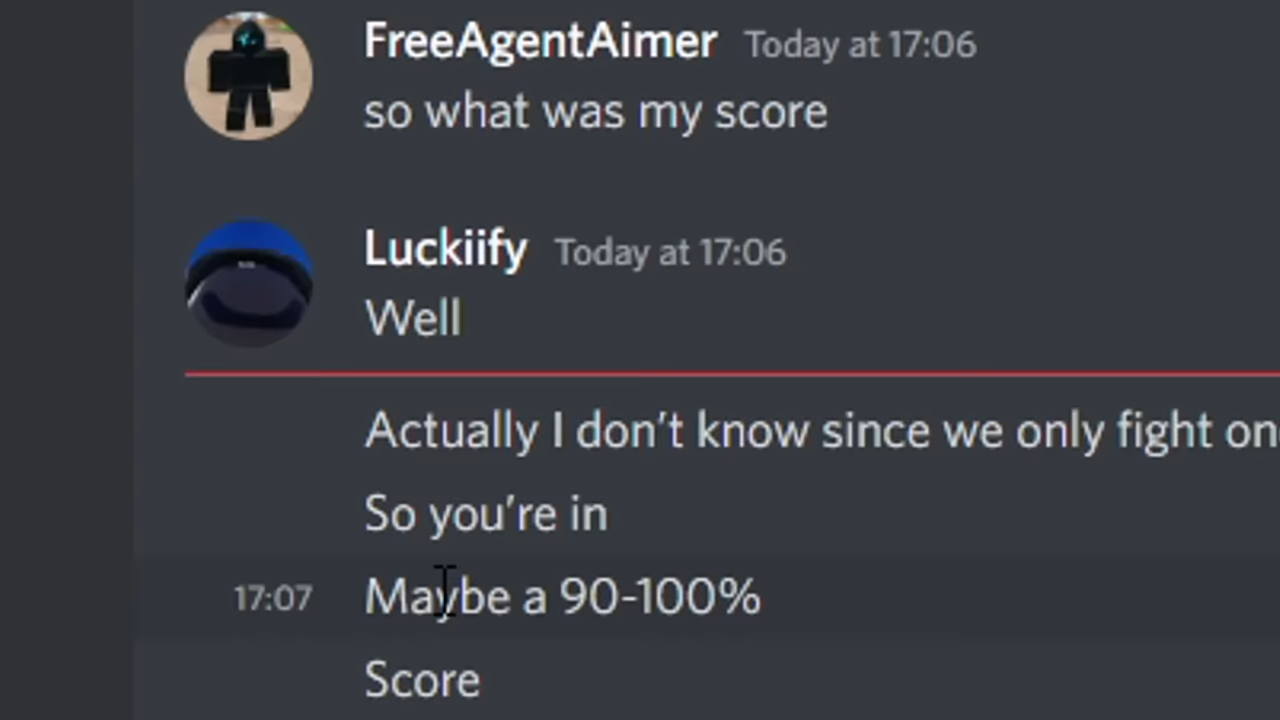 FreeAgentAimer Today at 17:06
so what was my score
Luckiify Today at 17:06
Well
Actually I don't know since we only fight
So you're in
17:07 Maybe a 90-100%
Score